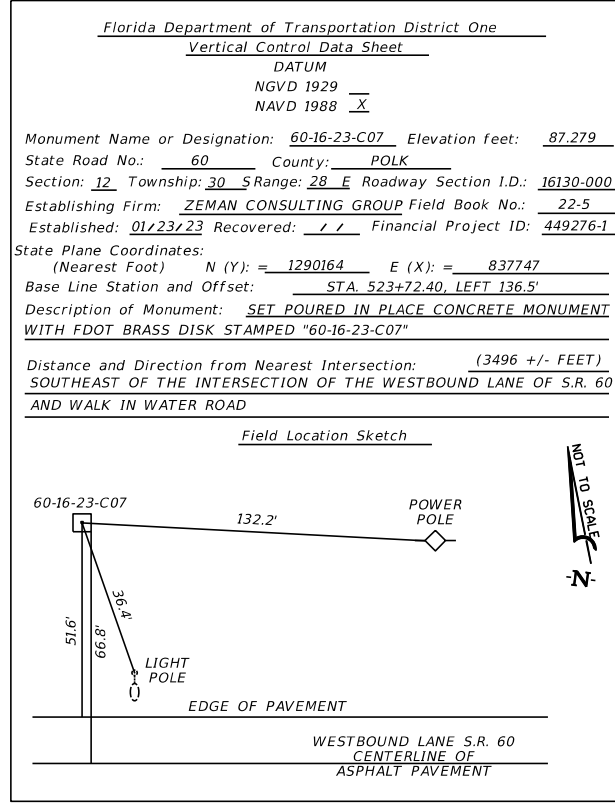 Florida Department of Transportation District One
Vertical Control Data Sheet
DATUM
NGVD 1929
NAVD 1988 X
Monument Name or Designation: 60-16-23-C07 Elevation feet: 87.279
State Road No.: 60 County: POLK
Section: 12 Township: 30 S Range: 28 E Roadway Section I.D.: 16130-000
Establishing Firm: ZEMAN CONSULTING GROUP Field Book No.: 22-5
Established: 01/23/23 Recovered: / / Financial Project ID: 449276-1
State Plane Coordinates:
(Nearest Foot) N (Y): = 1290164 E (X): = 837747
Base Line Station and Offset: STA. 523+72.40, LEFT 136.5'
Description of Monument: SET POURED IN PLACE CONCRETE MONUMENT
WITH FDOT BRASS DISK STAMPED "60-16-23-C07"
Distance and Direction from Nearest Intersection: (3496 +/- FEET)
SOUTHEAST OF THE INTERSECTION OF THE WESTBOUND LANE OF S.R. 60
AND WALK IN WATER ROAD
Field Location Sketch
NOT TO SCALE
-N-
60-16-23-C07
132.2'
POWER
POLE
51.6'
66.8'
36.4'
LIGHT
POLE
EDGE OF PAVEMENT
WESTBOUND LANE S.R. 60
CENTERLINE OF
ASPHALT PAVEMENT